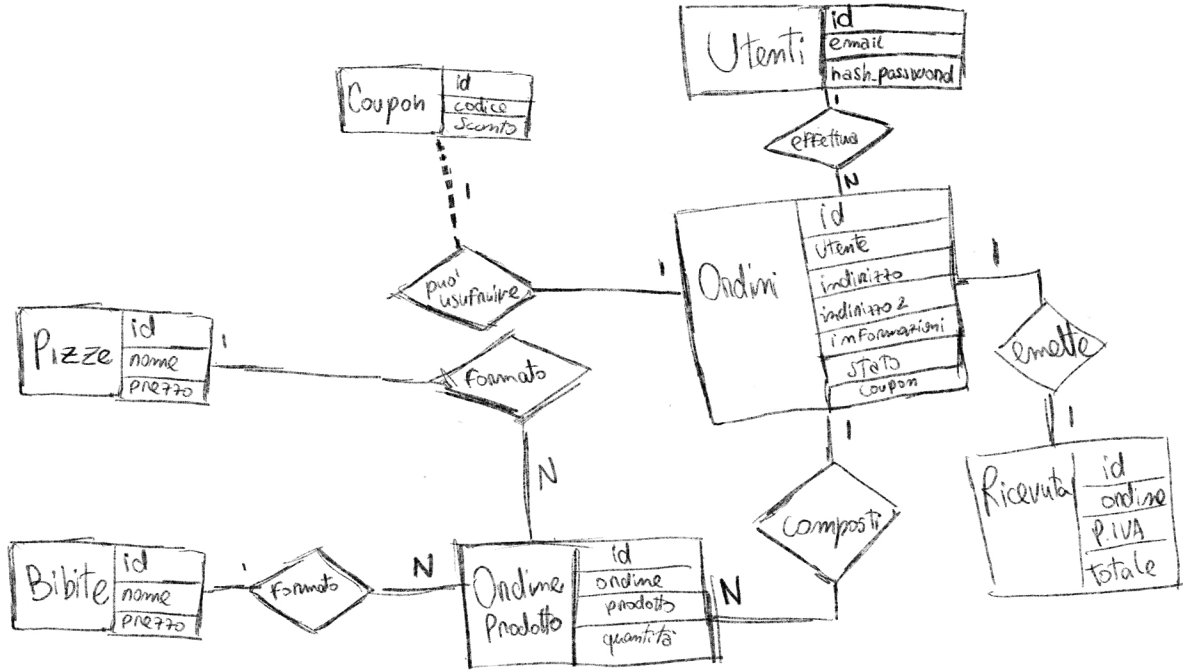 Utenti
id
email
hash_password
1
effettua
N
Coupon
id
codice
Sconto
1
può
usufruire
1
Ordini
id
Utente
indirizzo
indirizzo 2
informazioni
stato
coupon
1
emette
1
Ricevuta
id
ordine
P.IVA
totale
Pizze
id
nome
prezzo
1
formato
N
Bibite
id
nome
prezzo
1
formato
N
Ordine
Prodotto
id
ordine
prodotto
quantità
N
composti
1